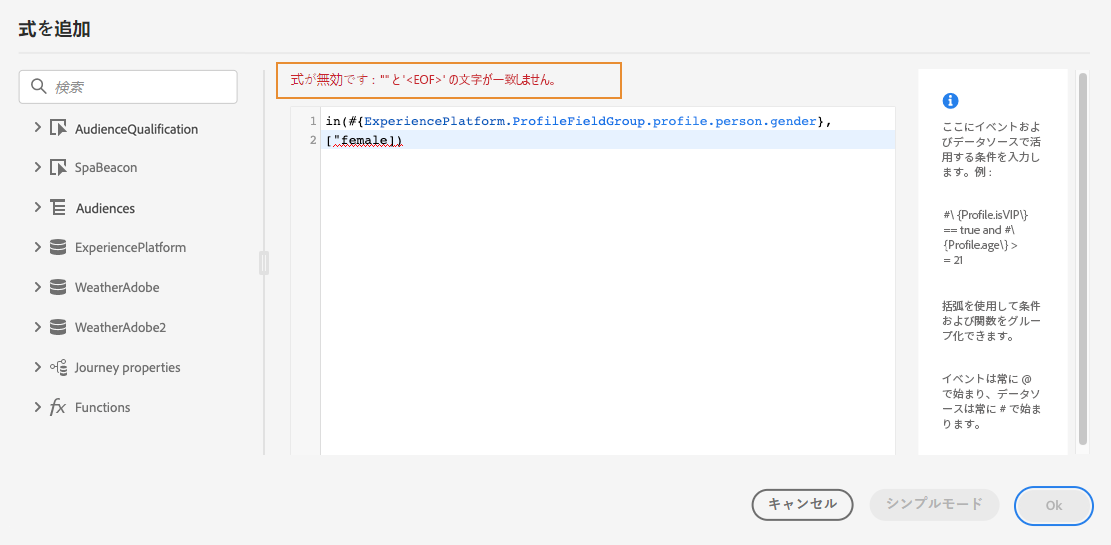 式を追加
検索
AudienceQualification
SpaBeacon
Audiences
ExperiencePlatform
WeatherAdobe
WeatherAdobe2
Journey properties
Functions
式が無効です : '"' と '<EOF>' の文字が一致しません。
1 in(#{ExperiencePlatform.ProfileFieldGroup.profile.person.gender},
2 ["female])
ここにイベントおよ
びデータソースで活
用する条件を入力し
ます。例 :
#\ {Profile.isVIP\}
== true and #\
{Profile.age\} >
= 21
括弧を使用して条件
および関数をグルー
プ化できます。
イベントは常に @
で始まり、データソ
ースは常に # で始ま
ります。
キャンセル
シンプルモード
Ok